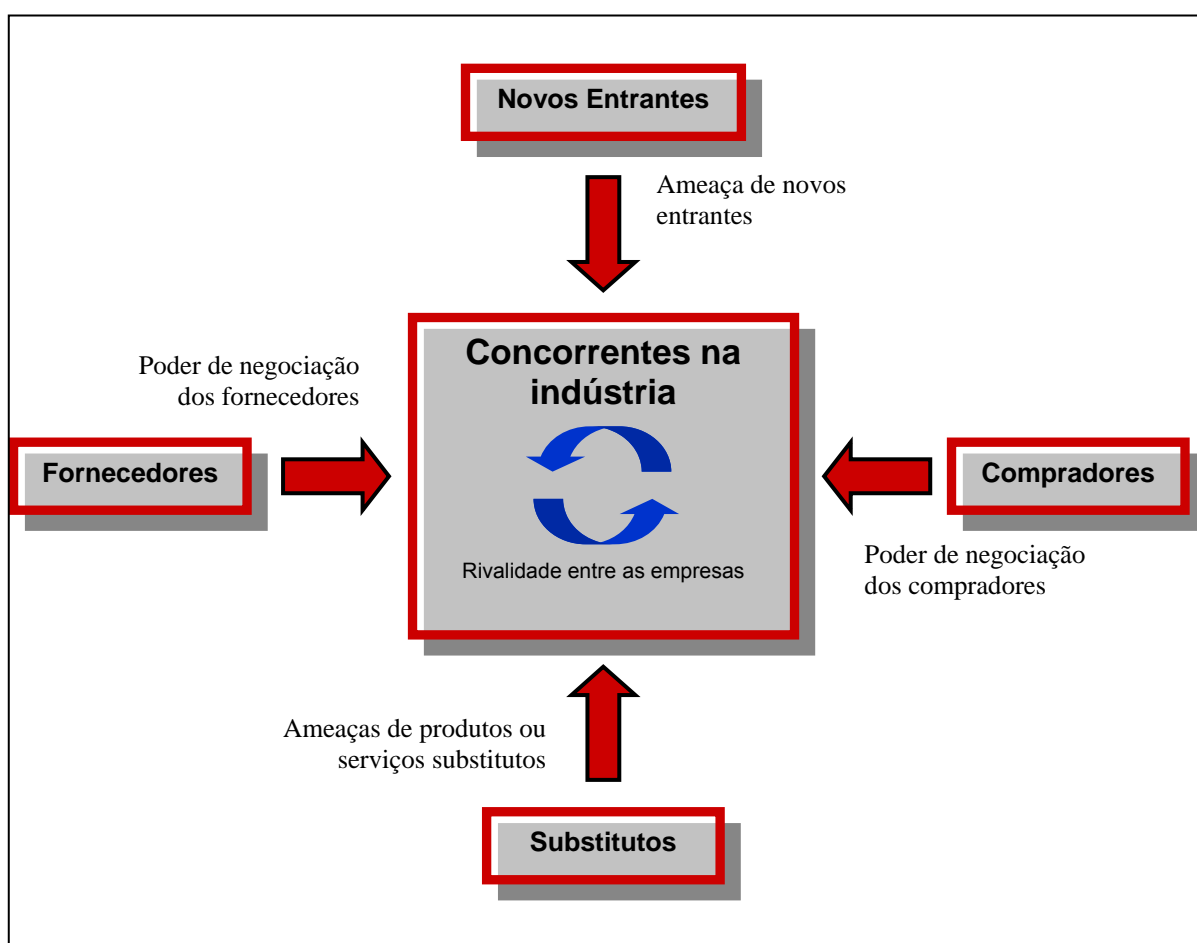 Novos Entrantes
Ameaça de novos
entrantes
Concorrentes na
indústria
Poder de negociação
dos fornecedores
Fornecedores
Compradores
Rivalidade entre as empresas
Poder de negociação
dos compradores
Ameaças de produtos ou
serviços substitutos
Substitutos